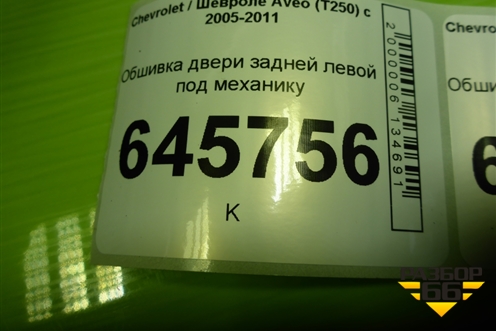 Chevrolet / Шевроле Aveo (T250) с
2005-2011
Обшивка двери задней левой
под механику
645756
К
2000006134691
Chevro
Обши
6
РАЗБОР
66